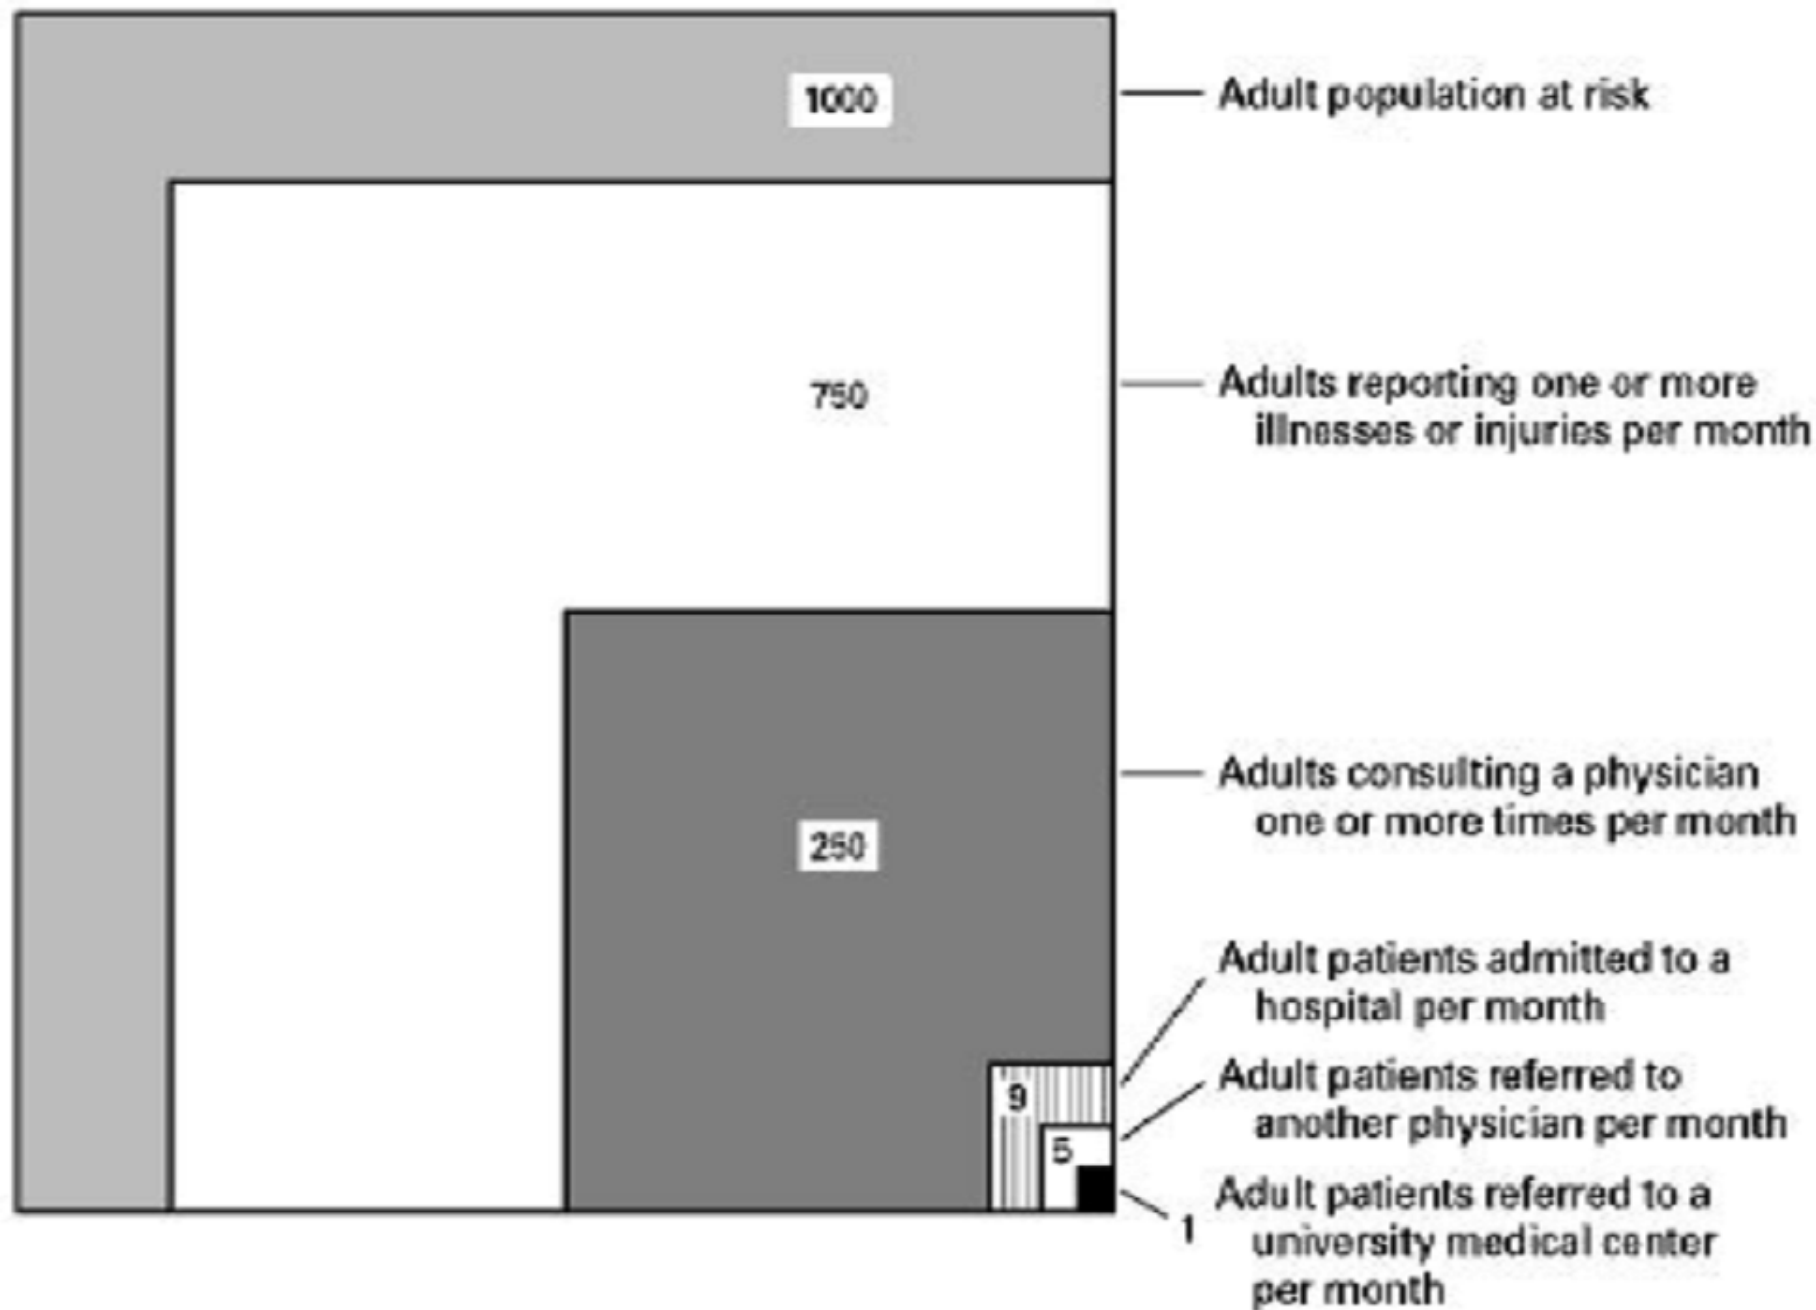 1000
Adult population at risk
750
Adults reporting one or more
illnesses or injuries per month
250
Adults consulting a physician
one or more times per month
Adult patients admitted to a
hospital per month
9
Adult patients referred to
another physician per month
5
Adult patients referred to a
university medical center
per month
1